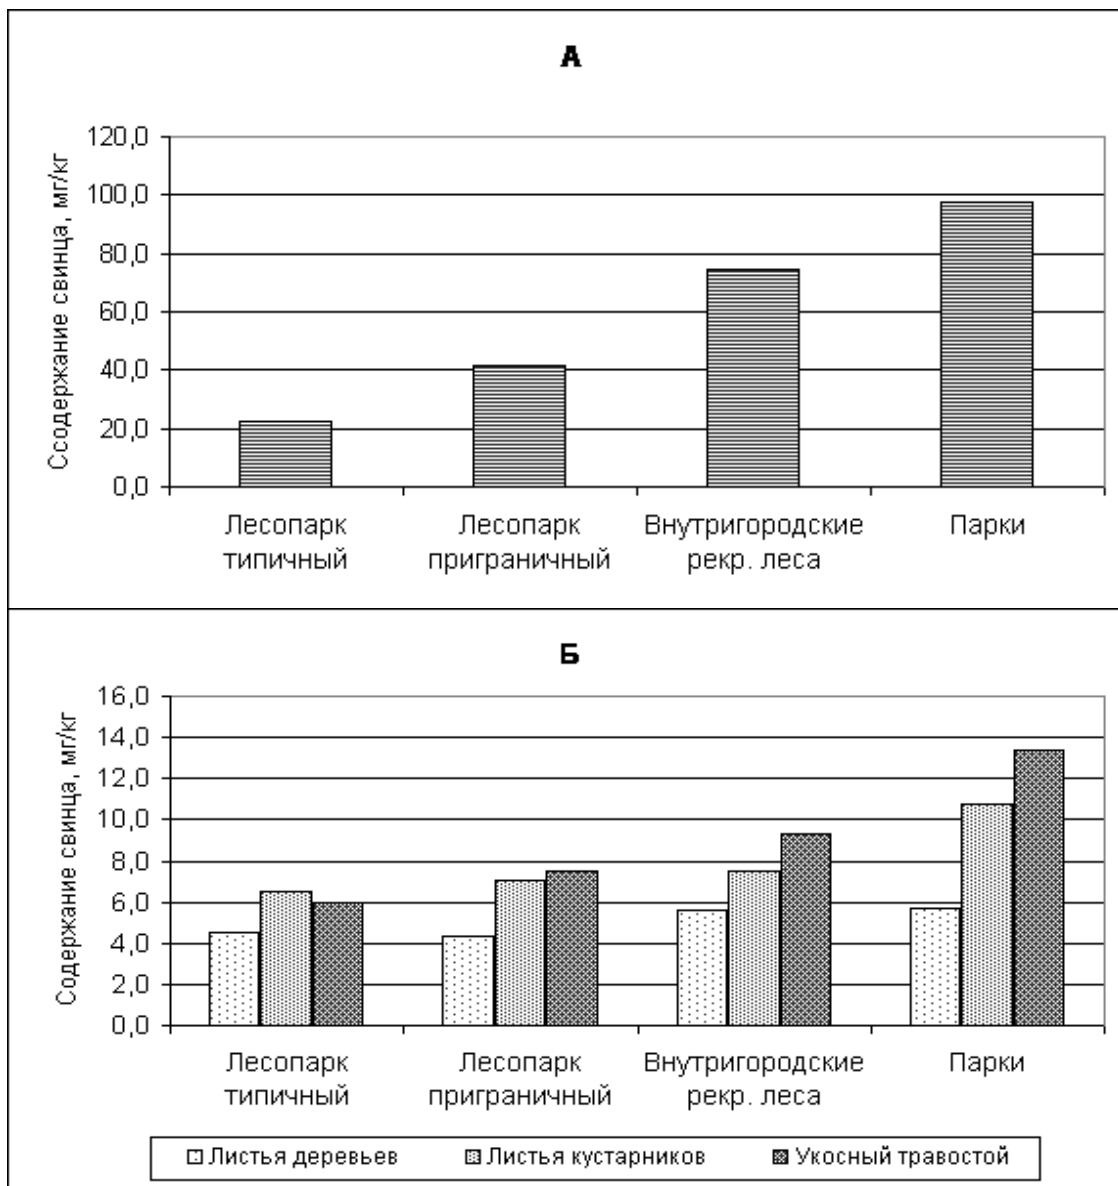 А
Ссодержание свинца, мг/кг
120,0
100,0
80,0
60,0
40,0
20,0
0,0
Лесопарк типичный
Лесопарк приграничный
Внутригородские рекр. леса
Парки
Б
Содержание свинца, мг/кг
16,0
14,0
12,0
10,0
8,0
6,0
4,0
2,0
0,0
Лесопарк типичный
Лесопарк приграничный
Внутригородские рекр. леса
Парки
Листья деревьев
Листья кустарников
Укосный травостой